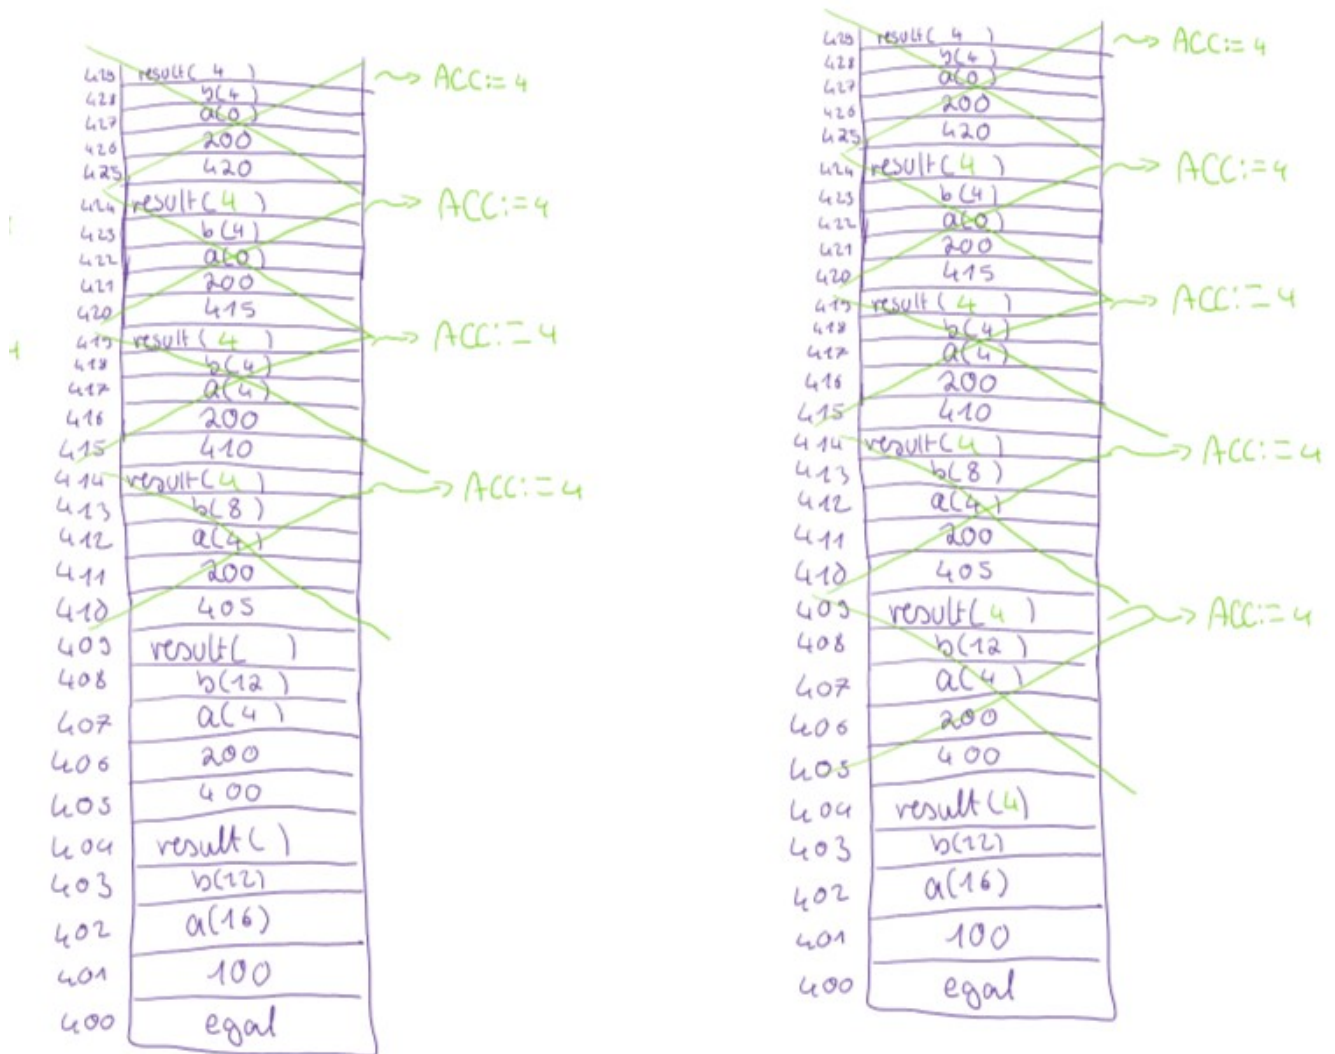 429 result( 4 )
428 b(4)
427 a(0)
426 200
425 420
424 result(4 )
423 b(4)
422 a(0)
421 200
420 415
419 result( 4 )
418 b(4)
417 a(4)
416 200
415 410
414 result(4 )
413 b(8)
412 a(4)
411 200
410 405
409 result( )
408 b(12)
407 a(4)
406 200
405 400
404 result( )
403 b(12)
402 a(16)
401 100
400 egal
ACC:=4
ACC:=4
ACC:=4
ACC:=4
4
429 result( 4 )
428 b(4)
427 a(0)
426 200
425 420
424 result(4 )
423 b(4)
422 a(0)
421 200
420 415
419 result( 4 )
418 b(4)
417 a(4)
416 200
415 410
414 result(4 )
413 b(8)
412 a(4)
411 200
410 405
409 result(4 )
408 b(12)
407 a(4)
406 200
405 400
404 result(4)
403 b(12)
402 a(16)
401 100
400 egal
ACC:=4
ACC:=4
ACC:=4
ACC:=4
ACC:=4